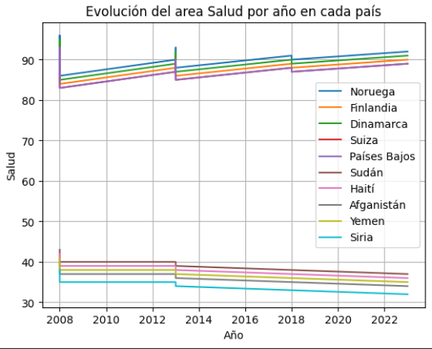 Evolución del area Salud por año en cada país
Salud
90
80
70
60
50
40
30
Noruega
Finlandia
Dinamarca
Suiza
Países Bajos
Sudán
Haití
Afganistán
Yemen
Siria
2008 2010 2012 2014 2016 2018 2020 2022
Año